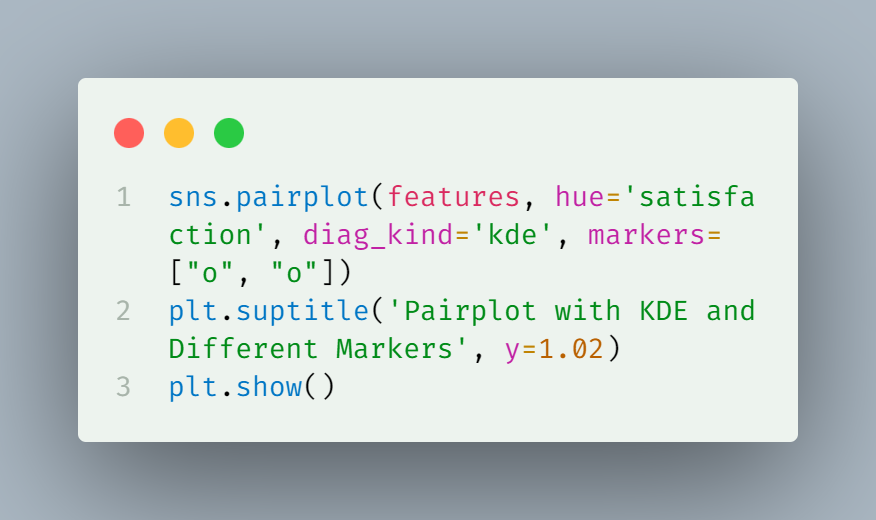 1 sns.pairplot(features, hue='satisfa
ction', diag_kind='kde', markers=
["o", "o"])
2 plt.suptitle('Pairplot with KDE and
Different Markers', y=1.02)
3 plt.show()